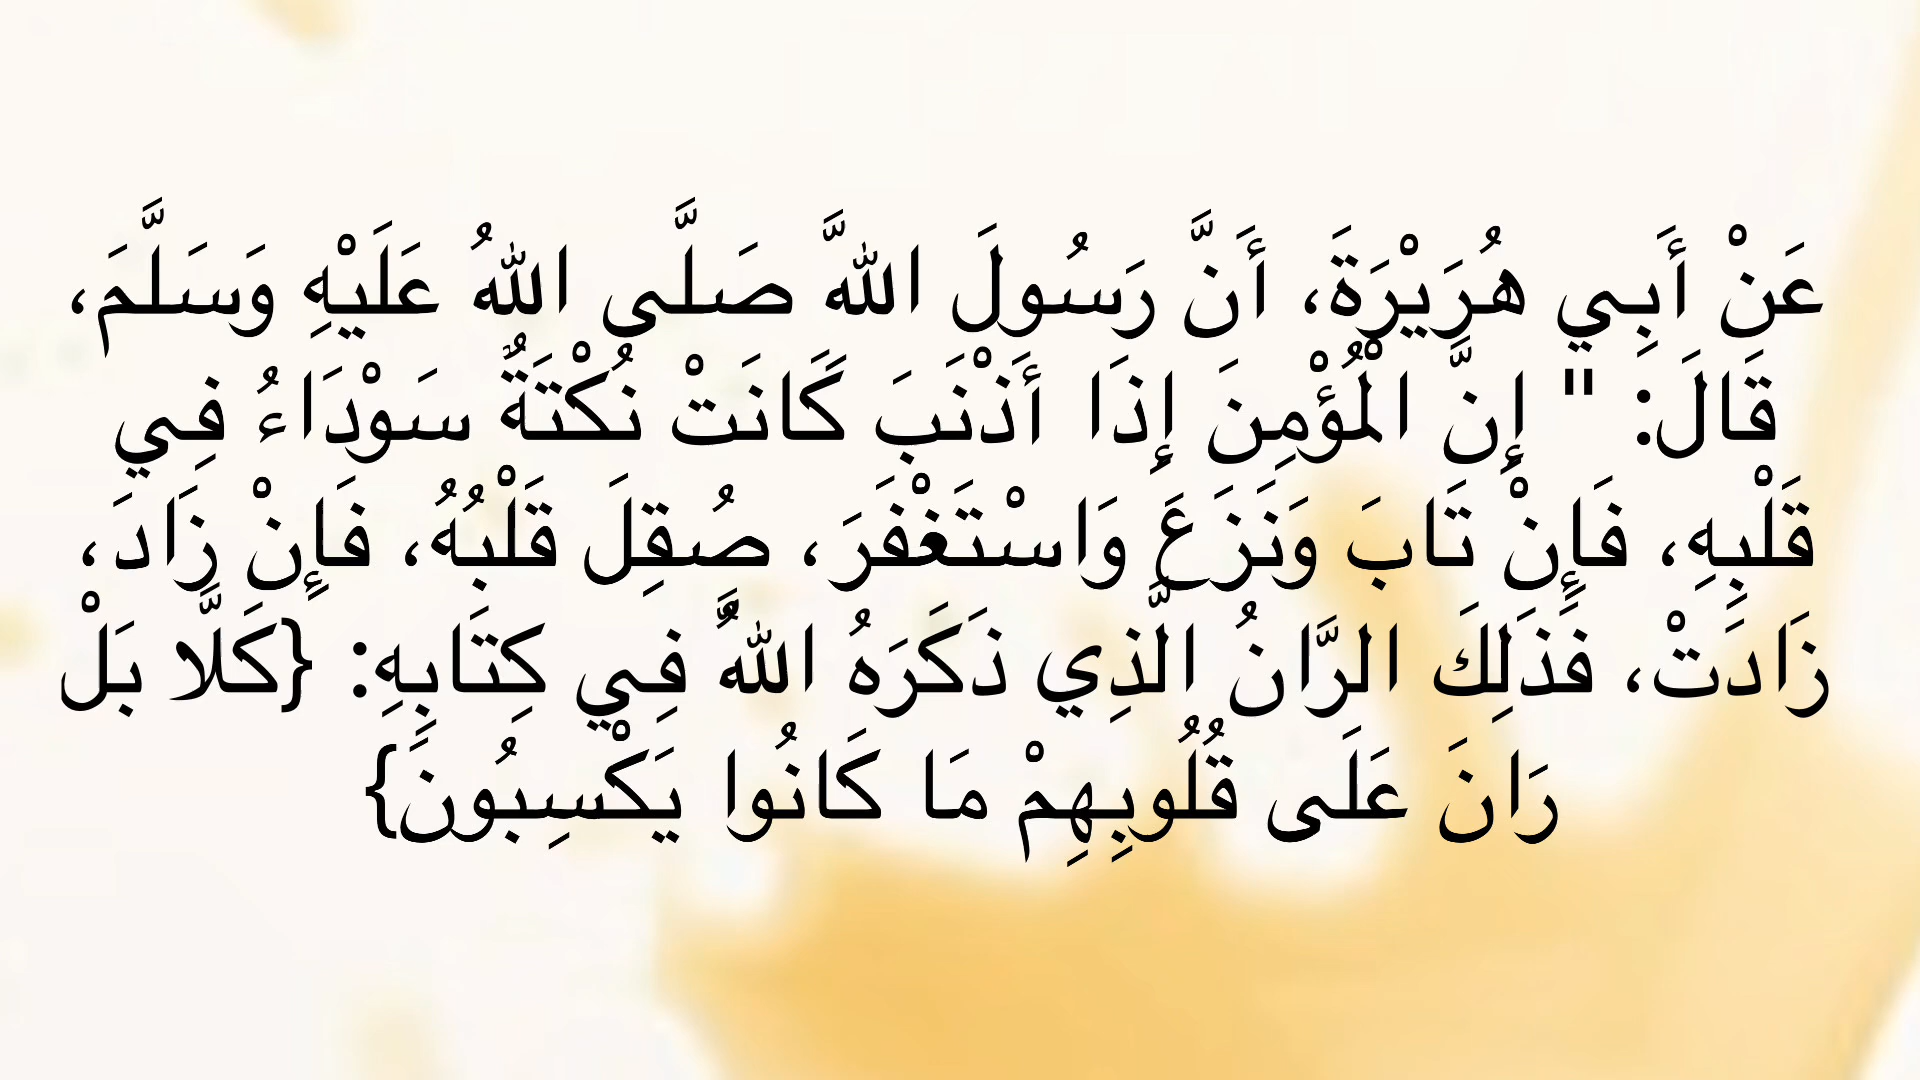 عَنْ أَبِي هُرَيْرَةَ، أَنَّ رَسُولَ اللهَّ صَلَّى اللهُ عَلَيْهِ وَسَلَّمَ،
قَالَ: " إِنَّ الْمُؤْمِنَ إِذَا أَذْنَبَ كَانَتْ نُكْتَةٌ سَوْدَاءُ فِي
قَلْبِهِ، فَإِنْ تَابَ وَنَزَعَ وَاسْتَغْفَرَ، صُقِلَ قَلْبُهُ، فَإِنْ زَادَ،
زَادَتْ، فَذَلِكَ الرَّانُ الَّذِي ذَكَرَهُ اللهَُّ فِي كِتَابِهِ: {كَلَّا بَلْ
رَانَ عَلَى قُلُوبِهِمْ مَا كَانُوا يَكْسِبُونَ}